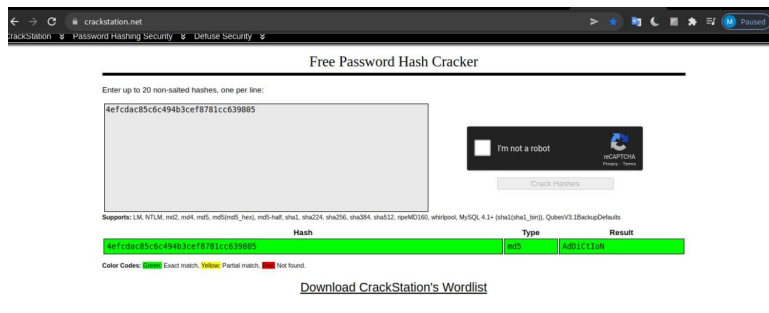 crackstation.net
Paused
CrackStation Password Hashing Security Defuse Security
Free Password Hash Cracker
Enter up to 20 non-salted hashes, one per line:
4efcdac85c6c494b3cef8781cc639805
I'm not a robot
reCAPTCHA
Privacy - Terms
Crack Hashes
Supports: LM, NTLM, md2, md4, md5, md5(md5_hex), md5-half, sha1, sha224, sha256, sha384, sha512, ripeMD160, whirlpool, MySQL 4.1+ (sha1(sha1_bin)), QubesV3.1BackupDefaults
Hash Type Result
4efcdac85c6c494b3cef8781cc639805 md5 AdDiCtIoN
Color Codes: Green: Exact match, Yellow: Partial match, Red: Not found.
Download CrackStation's Wordlist